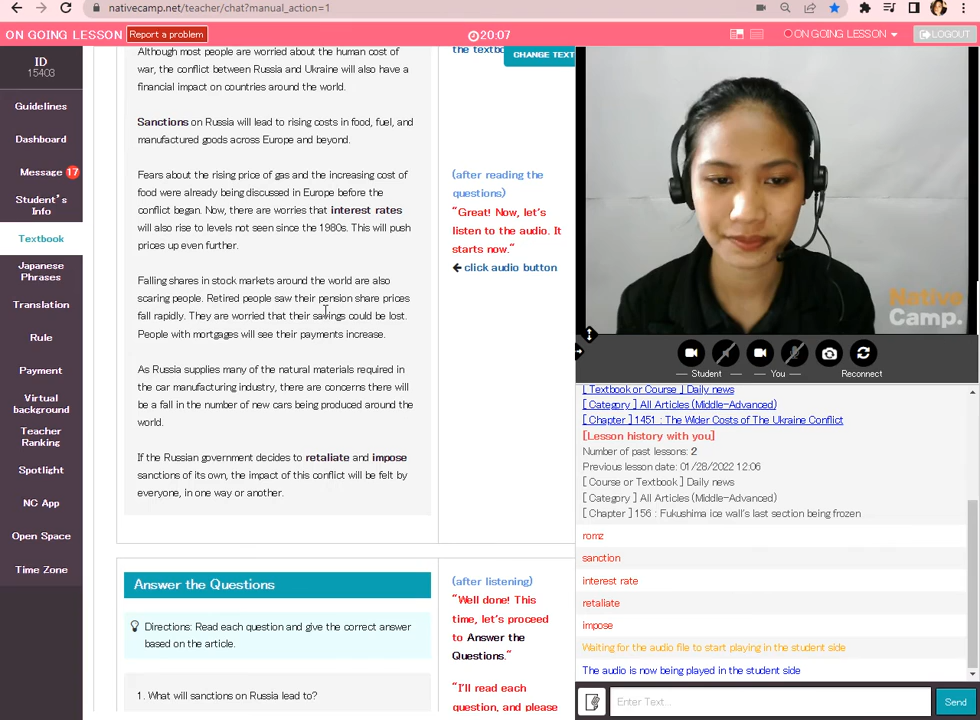 nativecamp.net/teacher/chat?manual_action=1
ON GOING LESSON
Report a problem
20:07
ON GOING LESSON
LOGOUT
ID
15403
Guidelines
Dashboard
Message 17
Student's
Info
Textbook
Japanese
Phrases
Translation
Rule
Payment
Virtual
background
Teacher
Ranking
Spotlight
NC App
Open Space
Time Zone
Although most people are worried about the human cost of
war, the conflict between Russia and Ukraine will also have a
financial impact on countries around the world.
Sanctions on Russia will lead to rising costs in food, fuel, and
manufactured goods across Europe and beyond.
Fears about the rising price of gas and the increasing cost of
food were already being discussed in Europe before the
conflict began. Now, there are worries that interest rates
will also rise to levels not seen since the 1980s. This will push
prices up even further.
Falling shares in stock markets around the world are also
scaring people. Retired people saw their pension share prices
fall rapidly. They are worried that their savings could be lost.
People with mortgages will see their payments increase.
As Russia supplies many of the natural materials required in
the car manufacturing industry, there are concerns there will
be a fall in the number of new cars being produced around the
world.
If the Russian government decides to retaliate and impose
sanctions of its own, the impact of this conflict will be felt by
everyone, in one way or another.
Answer the Questions
Directions: Read each question and give the correct answer
based on the article.
1. What will sanctions on Russia lead to?
the textb
CHANGE TEXT
(after reading the
questions)
"Great! Now, let's
listen to the audio. It
starts now."
click audio button
(after listening)
"Well done! This
time, let's proceed
to Answer the
Questions."
"I'll read each
question, and please
Native
Camp.
Student
You
Reconnect
[ Textbook or Course ] Daily news
[ Category ] All Articles (Middle-Advanced)
[ Chapter ] 1451 : The Wider Costs of The Ukraine Conflict
[Lesson history with you]
Number of past lessons: 2
Previous lesson date: 01/28/2022 12:06
[ Course or Textbook ] Daily news
[ Category ] All Articles (Middle-Advanced)
[ Chapter ] 156 : Fukushima ice wall's last section being frozen
romz
sanction
interest rate
retaliate
impose
Waiting for the audio file to start playing in the student side
The audio is now being played in the student side
Enter Text...
Send